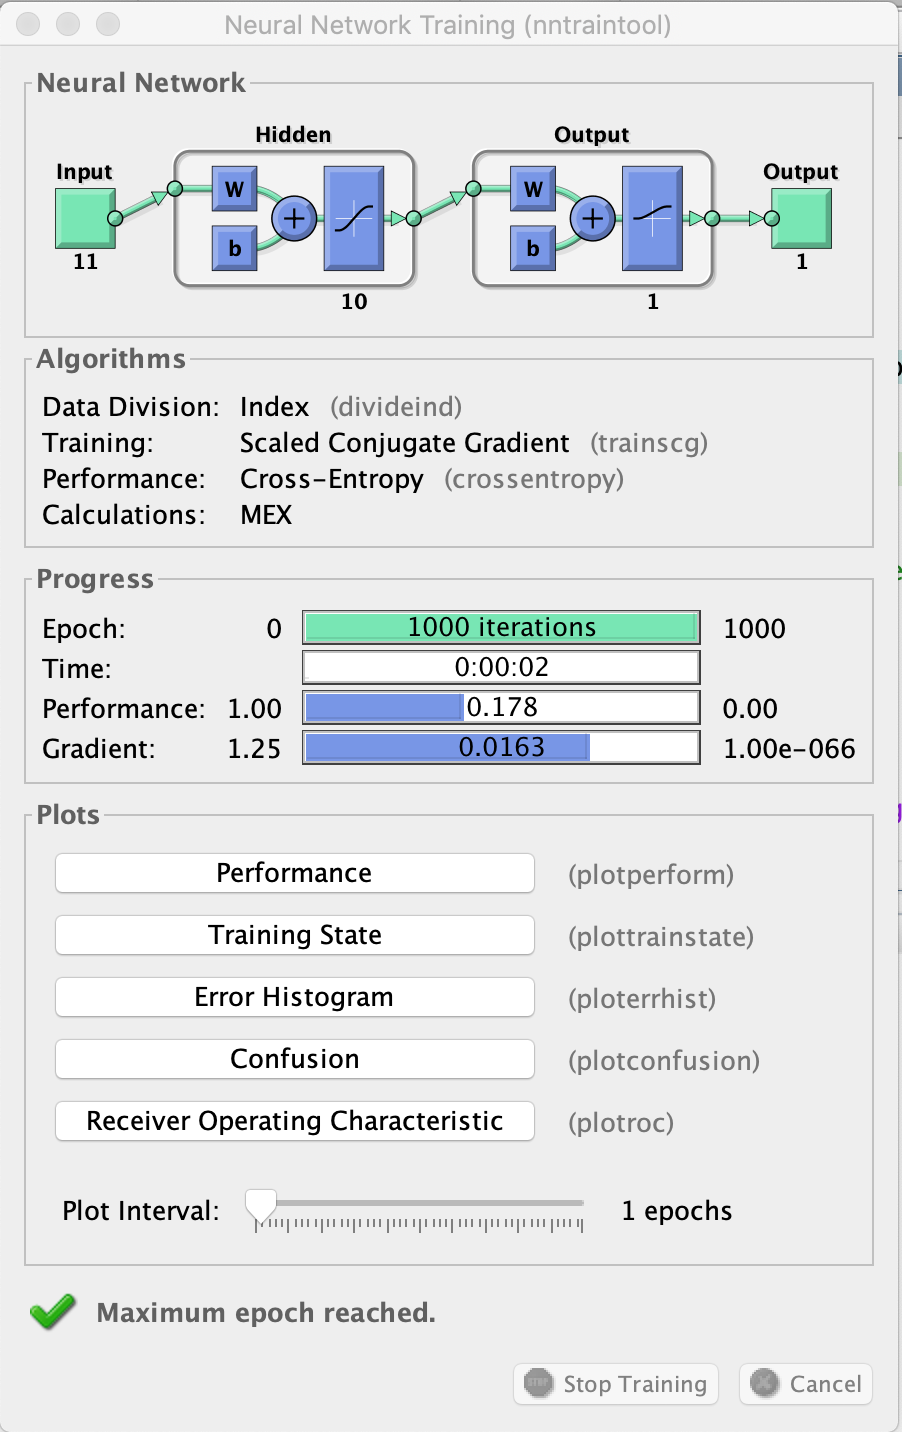 Neural Network Training (nntraintool)
Neural Network
Hidden Output
Input Output
W W
b b
11 1
10 1
Algorithms
Data Division: Index (divideind)
Training: Scaled Conjugate Gradient (trainscg)
Performance: Cross-Entropy (crossentropy)
Calculations: MEX
Progress
Epoch: 0 1000 iterations 1000
Time: 0:00:02
Performance: 1.00 0.178 0.00
Gradient: 1.25 0.0163 1.00e-066
Plots
Performance (plotperform)
Training State (plottrainstate)
Error Histogram (ploterrhist)
Confusion (plotconfusion)
Receiver Operating Characteristic (plotroc)
Plot Interval: 1 epochs
Maximum epoch reached.
STOP Stop Training Cancel